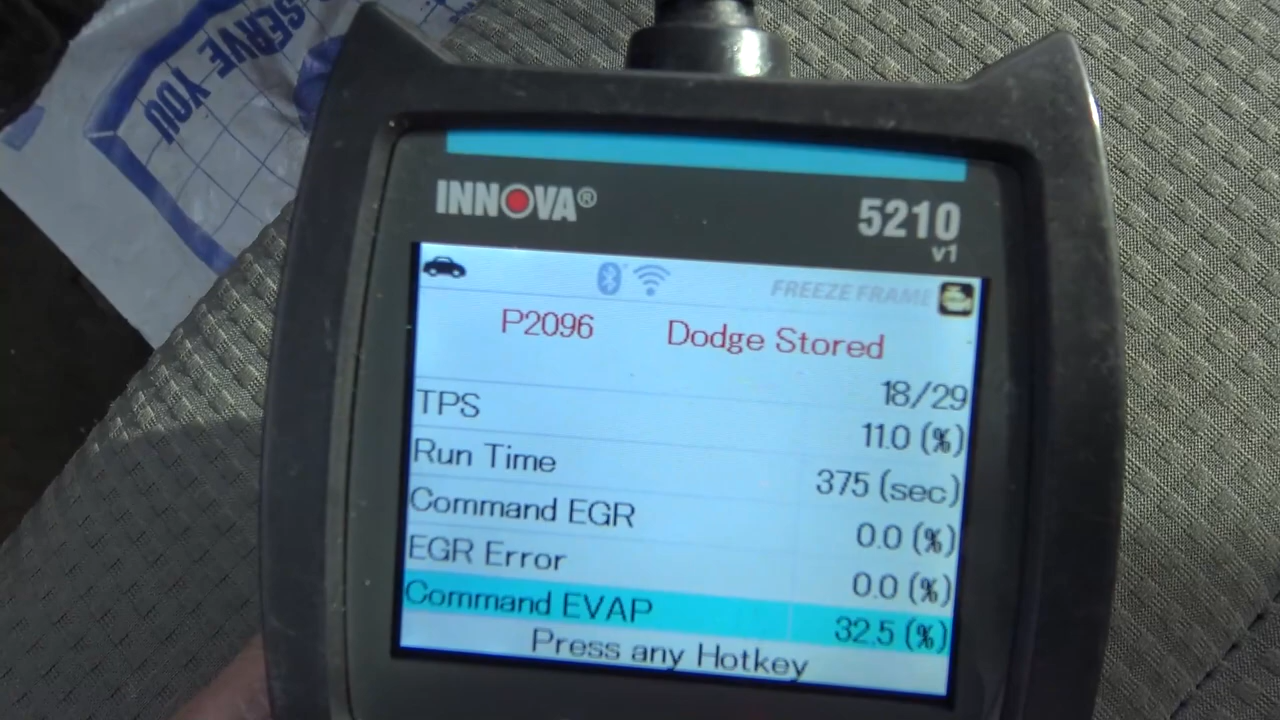 SERVE
YOU
INNOVA®
5210
v1
FREEZE FRAME
P2096 Dodge Stored
18/29
TPS 11.0 (%)
Run Time 375 (sec)
Command EGR 0.0 (%)
EGR Error 0.0 (%)
Command EVAP 32.5 (%)
Press any Hotkey